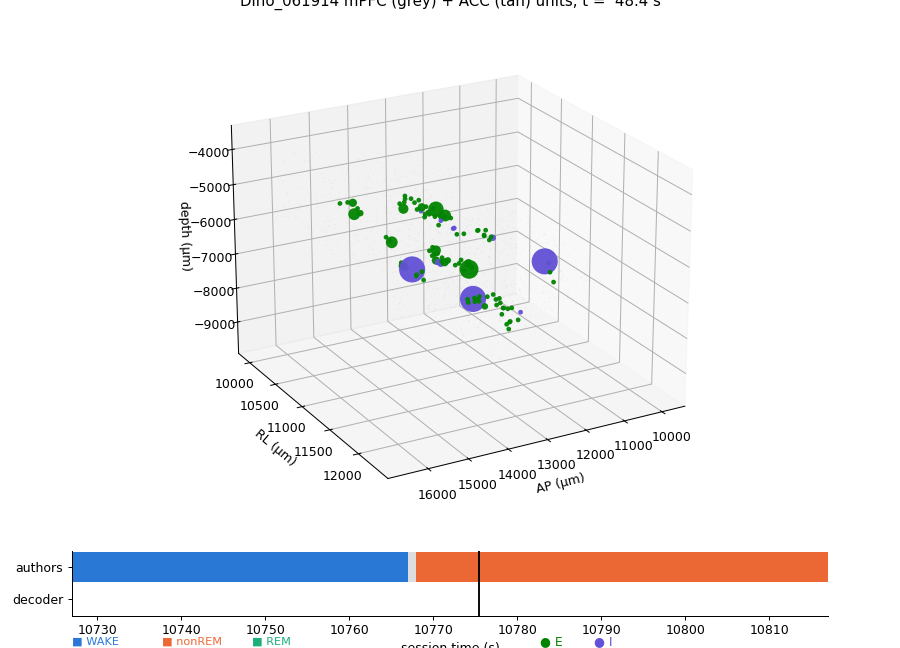 Dino_061914 mPFC (grey) + ACC (tan) units, t = 48.4 s
−4000
−5000
−6000
−7000
−8000
−9000
depth (μm)
10000
10500
11000
11500
12000
RL (μm)
16000
15000
14000
13000
12000
11000
10000
AP (μm)
authors
decoder
10730
10740
10750
10760
10770
10780
10790
10800
10810
session time (s)
WAKE
nonREM
REM
E
I